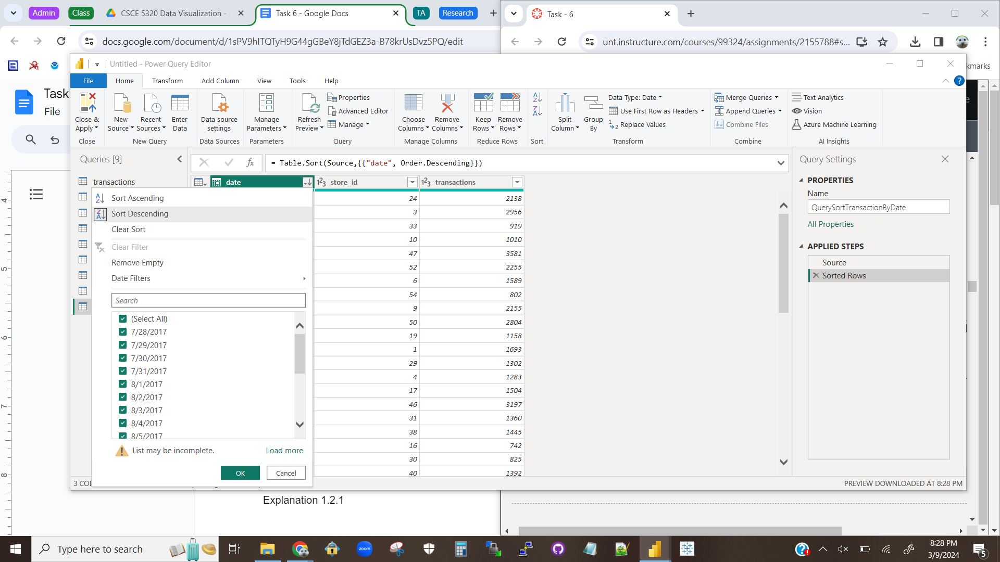 Admin
Class
CSCE 5320 Data Visualization -
Task 6 - Google Docs
TA
Research
Task - 6
docs.google.com/document/d/1sPV9hITQTyH9G44gGBeY8jTdGEZ3a-B78krUsDvz5PQ/edit
unt.instructure.com/courses/99324/assignments/2155788#s...
kmarks
Task
File
Untitled - Power Query Editor
File
Home
Transform
Add Column
View
Tools
Help
Close &
Apply
Close
New
Source
Recent
Sources
Enter
Data
New Query
Data source
settings
Data Sources
Manage
Parameters
Parameters
Refresh
Preview
Properties
Advanced Editor
Manage
Query
Choose
Columns
Remove
Columns
Manage Columns
Keep
Rows
Remove
Rows
Reduce Rows
Sort
Split
Column
Group
By
Data Type: Date
Use First Row as Headers
Replace Values
Transform
Merge Queries
Append Queries
Combine Files
Combine
Text Analytics
Vision
Azure Machine Learning
AI Insights
Queries [9]
transactions
fx
= Table.Sort(Source,{{"date", Order.Descending}})
date
store_id
transactions
24 2138
3 2956
33 919
10 1010
47 3581
52 2255
6 1589
54 802
9 2155
50 2804
19 1158
1 1693
29 1302
4 1283
17 1504
46 3197
31 1360
38 1445
16 742
30 825
40 1392
Sort Ascending
Sort Descending
Clear Sort
Clear Filter
Remove Empty
Date Filters
Search
(Select All)
7/28/2017
7/29/2017
7/30/2017
7/31/2017
8/1/2017
8/2/2017
8/3/2017
8/4/2017
8/5/2017
List may be incomplete.
Load more
OK
Cancel
Query Settings
PROPERTIES
Name
QuerySortTransactionByDate
All Properties
APPLIED STEPS
Source
Sorted Rows
3 COL
PREVIEW DOWNLOADED AT 8:28 PM
4
5
6
7
8
Explanation 1.2.1
Type here to search
zoom
8:28 PM
3/9/2024
5